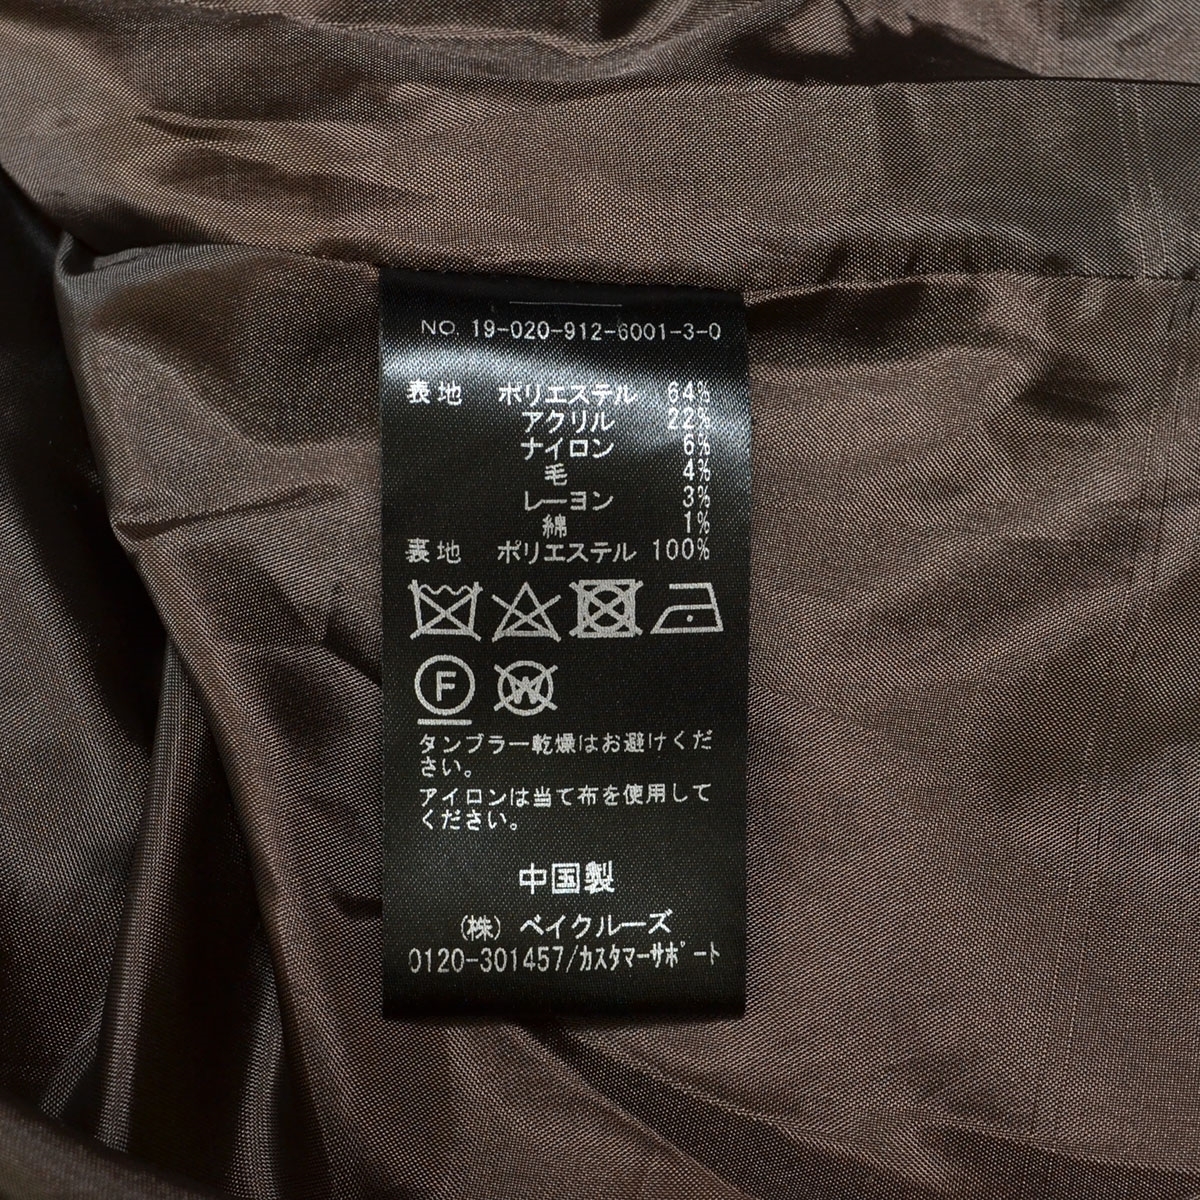 NO. 19-020-912-6001-3-0
表地 ポリエステル 64%
アクリル 22%
ナイロン 6%
毛 4%
レーヨン 3%
綿 1%
裏地 ポリエステル 100%
F W
タンブラー乾燥はお避けくだ
さい。
アイロンは当て布を使用して
ください。
中国製
(株) ベイクルーズ
0120-301457/カスタマーサポート